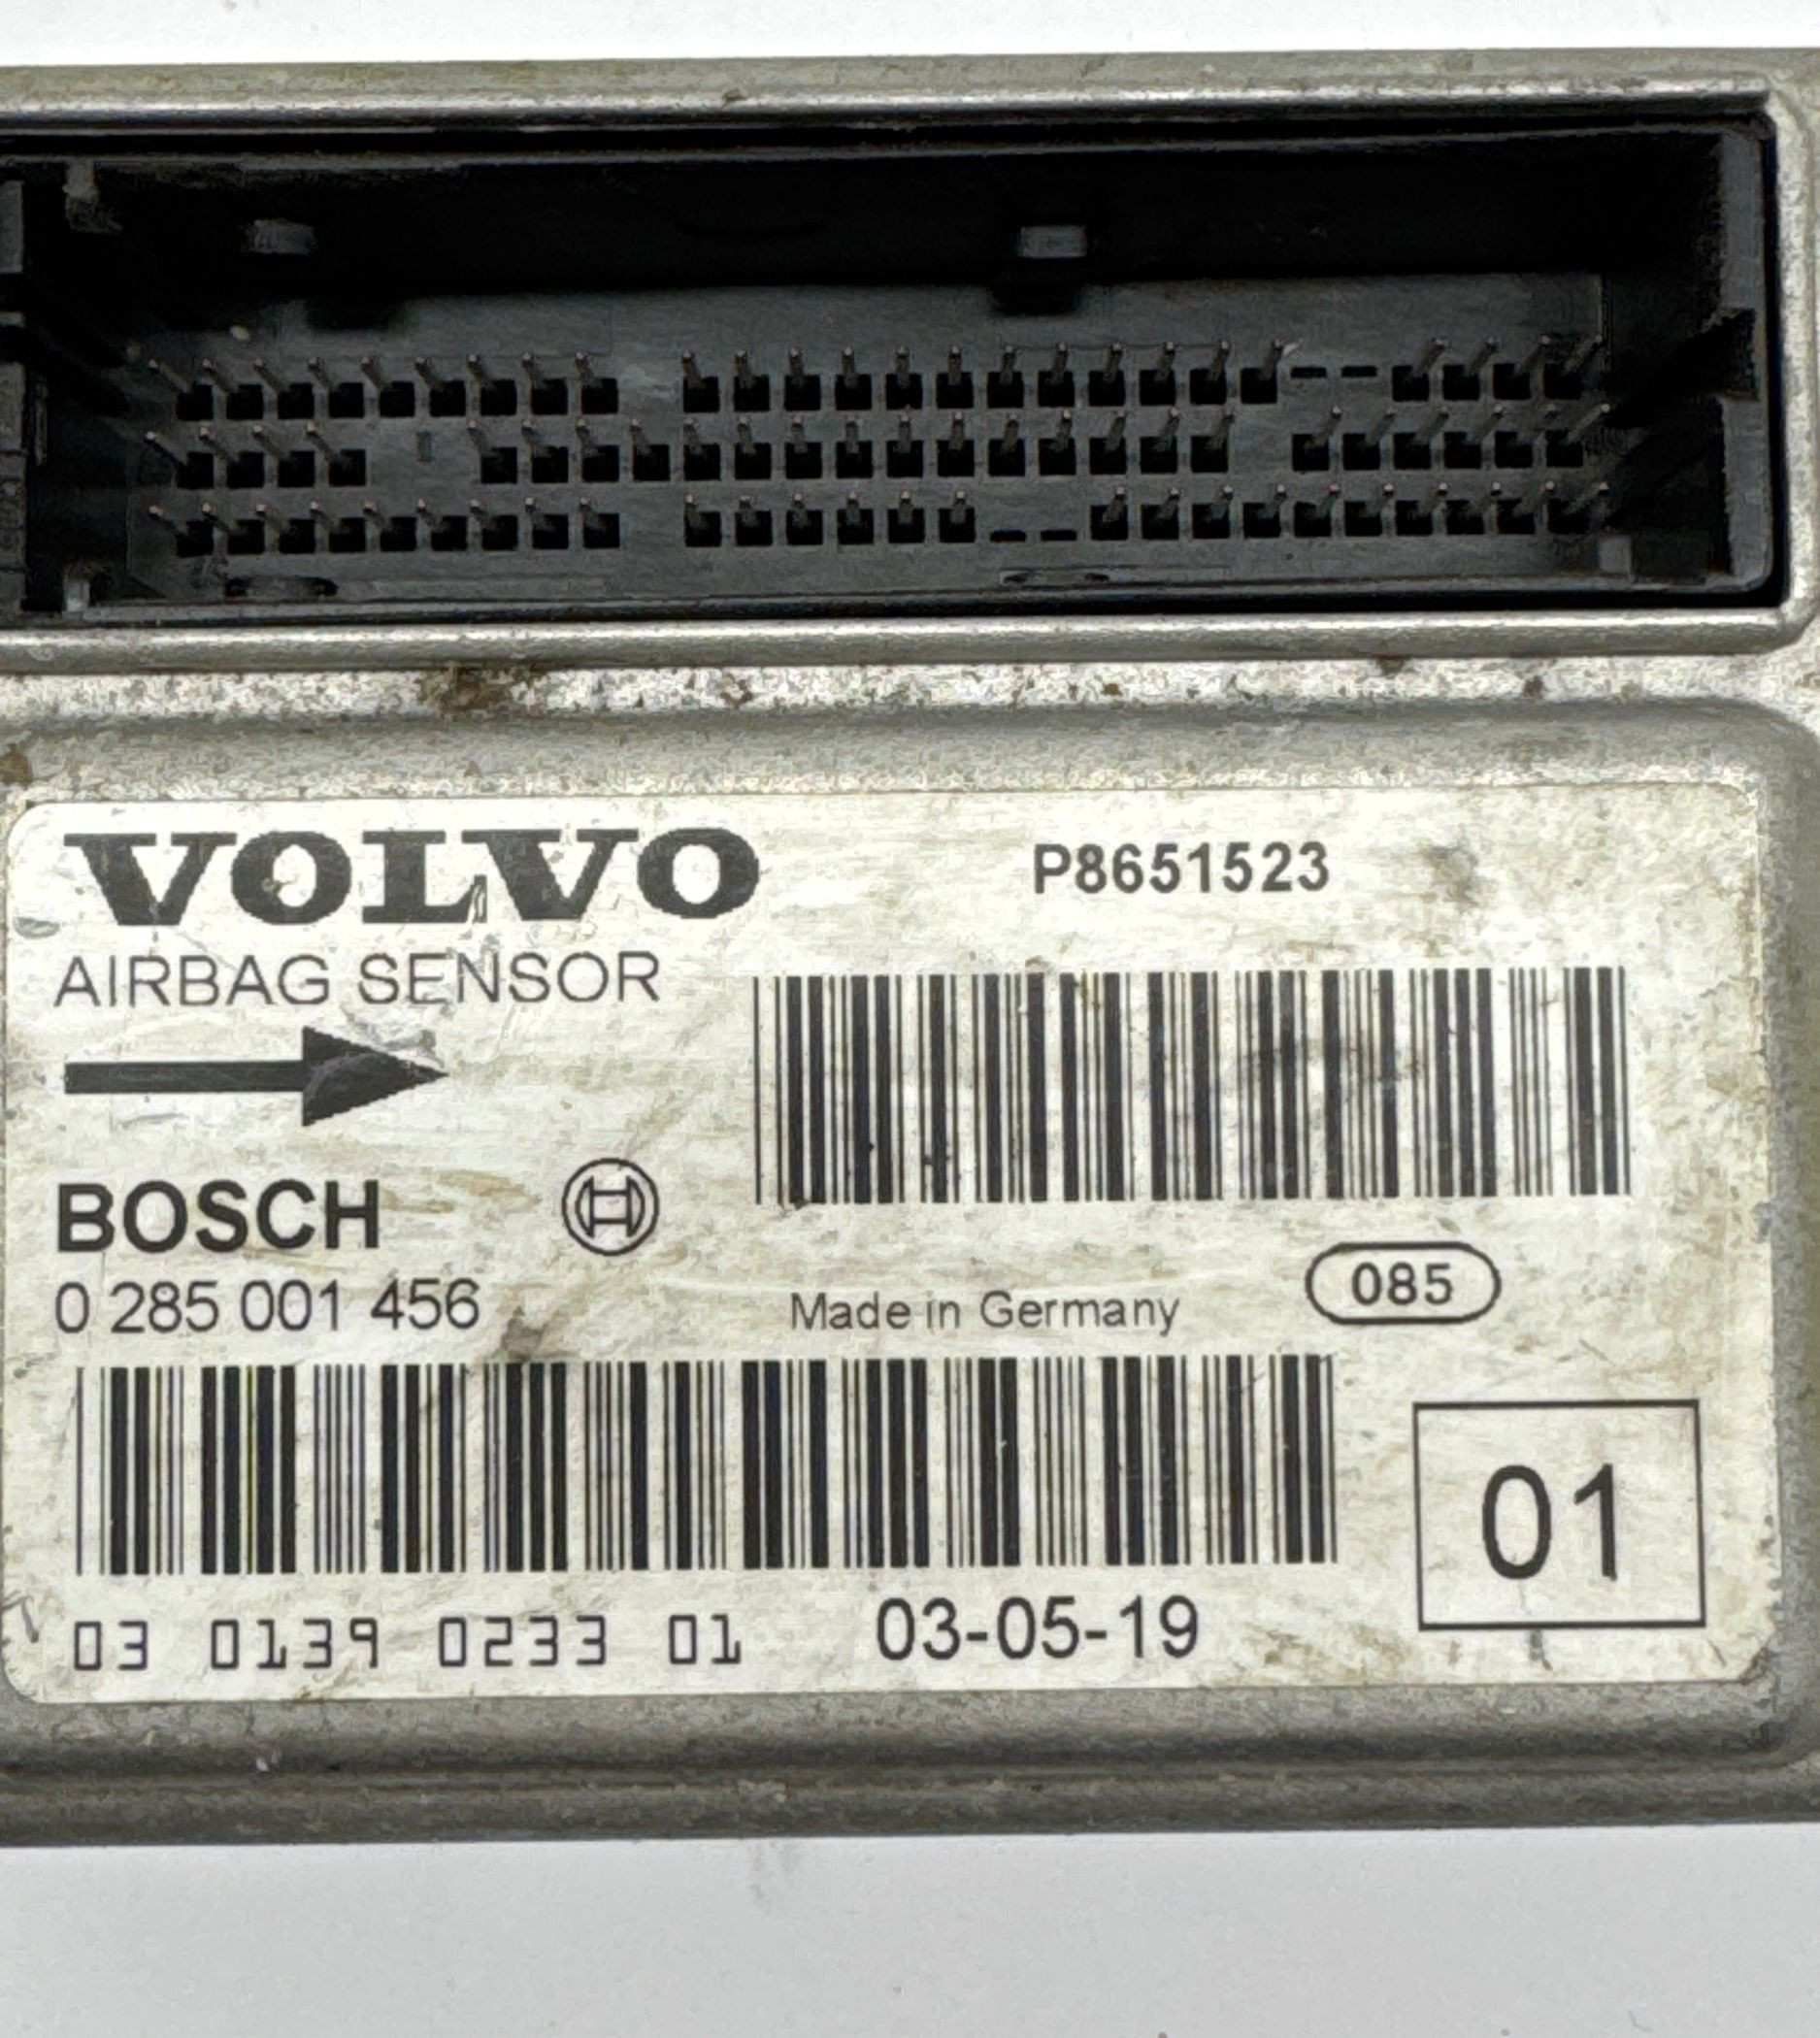 VOLVO
P8651523
AIRBAG SENSOR
BOSCH
0 285 001 456
Made in Germany
085
01
03 0139 0233 01
03-05-19